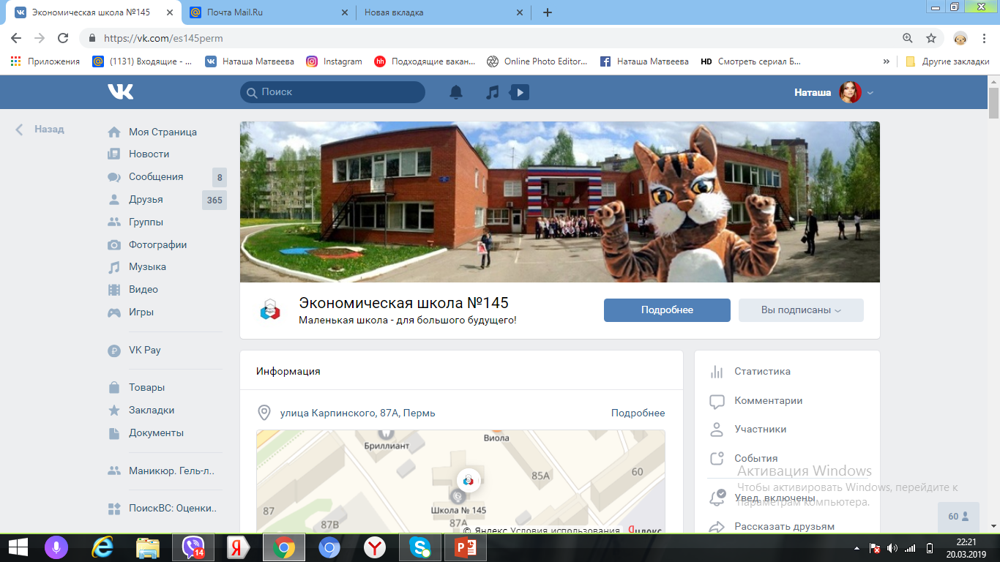 Экономическая школа №145
Почта Mail.Ru
Новая вкладка
https://vk.com/es145perm
Приложения
(1131) Входящие - ...
Наташа Матвеева
Instagram
hh
Подходящие вакан...
Online Photo Editor...
Наташа Матвеева
HD
Смотреть сериал Б...
»
Другие закладки
Поиск
Наташа
Назад
Моя Страница
Новости
Сообщения 8
Друзья 365
Группы
Фотографии
Музыка
Видео
Игры
VK Pay
Товары
Закладки
Документы
Маникюр. Гель-л..
ПоискВС: Оценки..
Экономическая школа №145
Маленькая школа - для большого будущего!
Подробнее
Вы подписаны
Информация
улица Карпинского, 87А, Пермь
Подробнее
Бриллиант
Виола
85А
60
87
Школа № 145
87А
87В
© Яндекс Условия использования
Яндекс
Статистика
Комментарии
Участники
События
Увед. включены
Рассказать друзьям
Активация Windows
Чтобы активировать Windows, перейдите к
параметрам компьютера.
60
14
22:21
20.03.2019